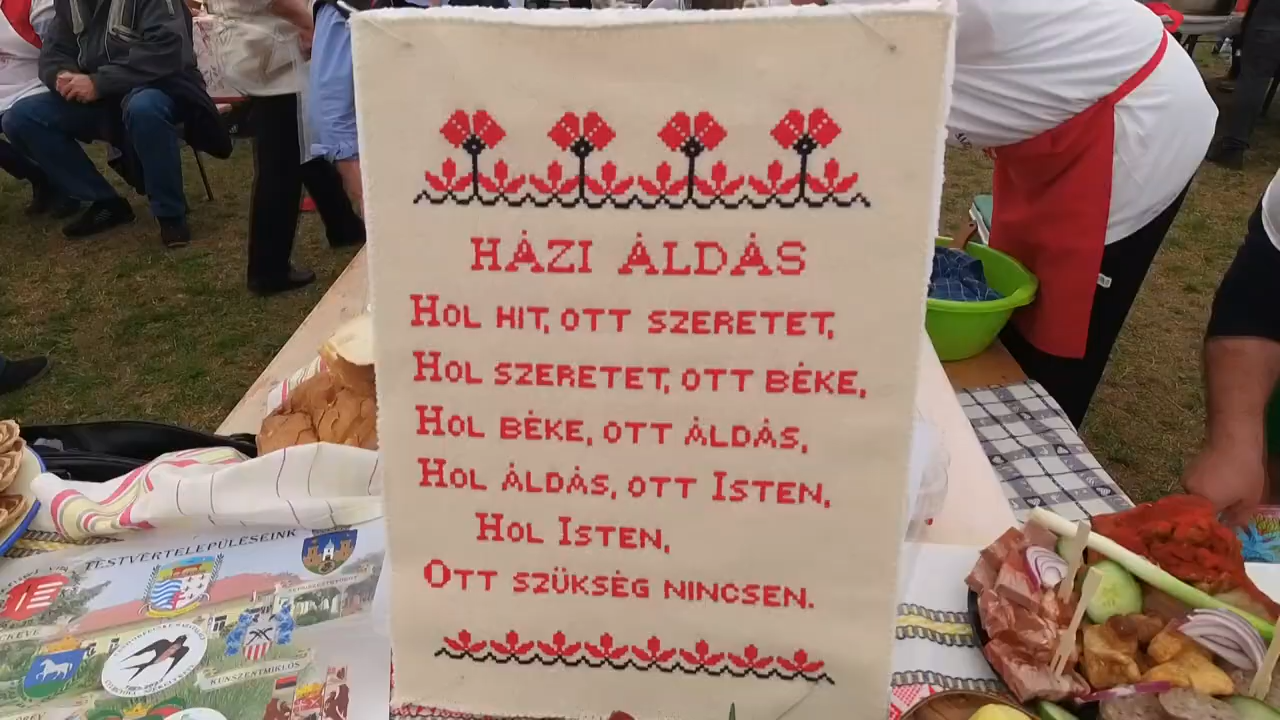 HÁZI ÁLDÁS
HOL HIT, OTT SZERETET,
HOL SZERETET, OTT BÉKE,
HOL BÉKE, OTT ÁLDÁS,
HOL ÁLDÁS, OTT ISTEN,
HOL ISTEN,
OTT SZÜKSÉG NINCSEN.
TESTVÉRTELEPÜLÉSEINK
KUNSZENTMIKLÓS